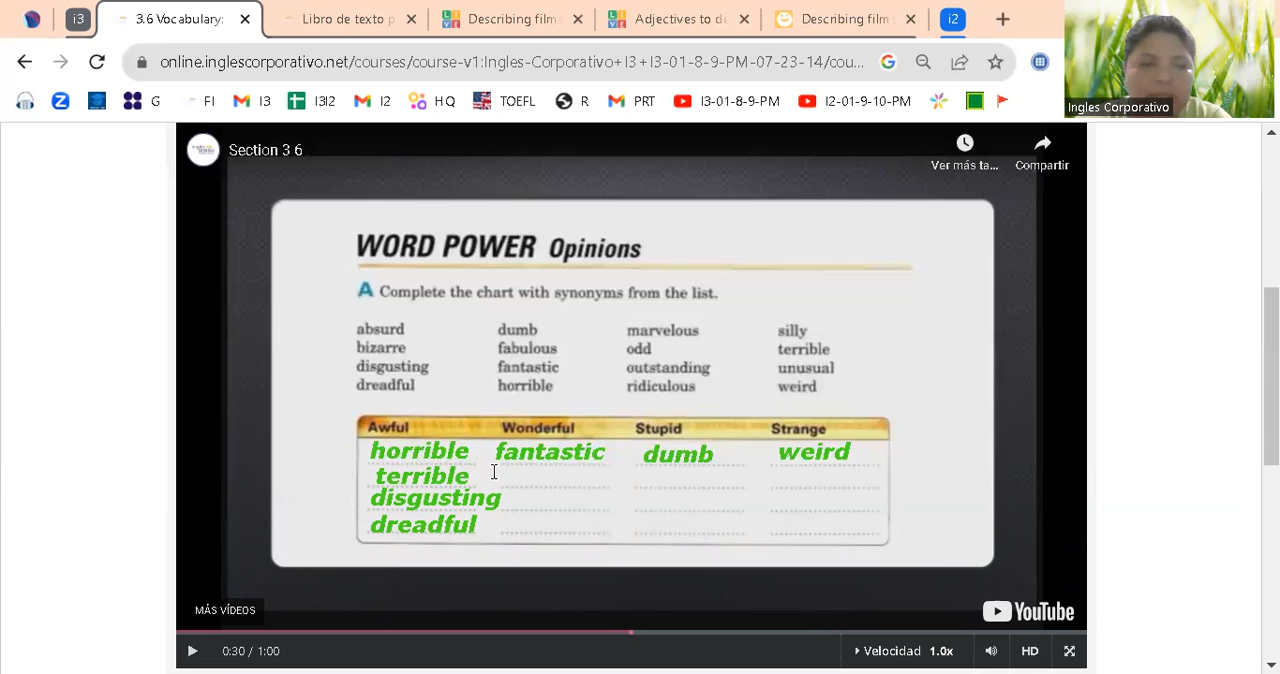 i3 3.6 Vocabulary: Libro de texto p Describing film Adjectives to de Describing film i2
online.inglescorporativo.net/courses/course-v1:Ingles-Corporativo+I3+I3-01-8-9-PM-07-23-14/cou...
G FI I3 I3I2 I2 HQ TOEFL R PRT I3-01-8-9-PM I2-01-9-10-PM
Ingles Corporativo
Section 3 6
Ver más ta... Compartir
WORD POWER Opinions
A Complete the chart with synonyms from the list.
absurd dumb marvelous silly
bizarre fabulous odd terrible
disgusting fantastic outstanding unusual
dreadful horrible ridiculous weird
Awful Wonderful Stupid Strange
horrible fantastic dumb weird
terrible
disgusting
dreadful
MÁS VÍDEOS
YouTube
0:30 / 1:00 Velocidad 1.0x HD